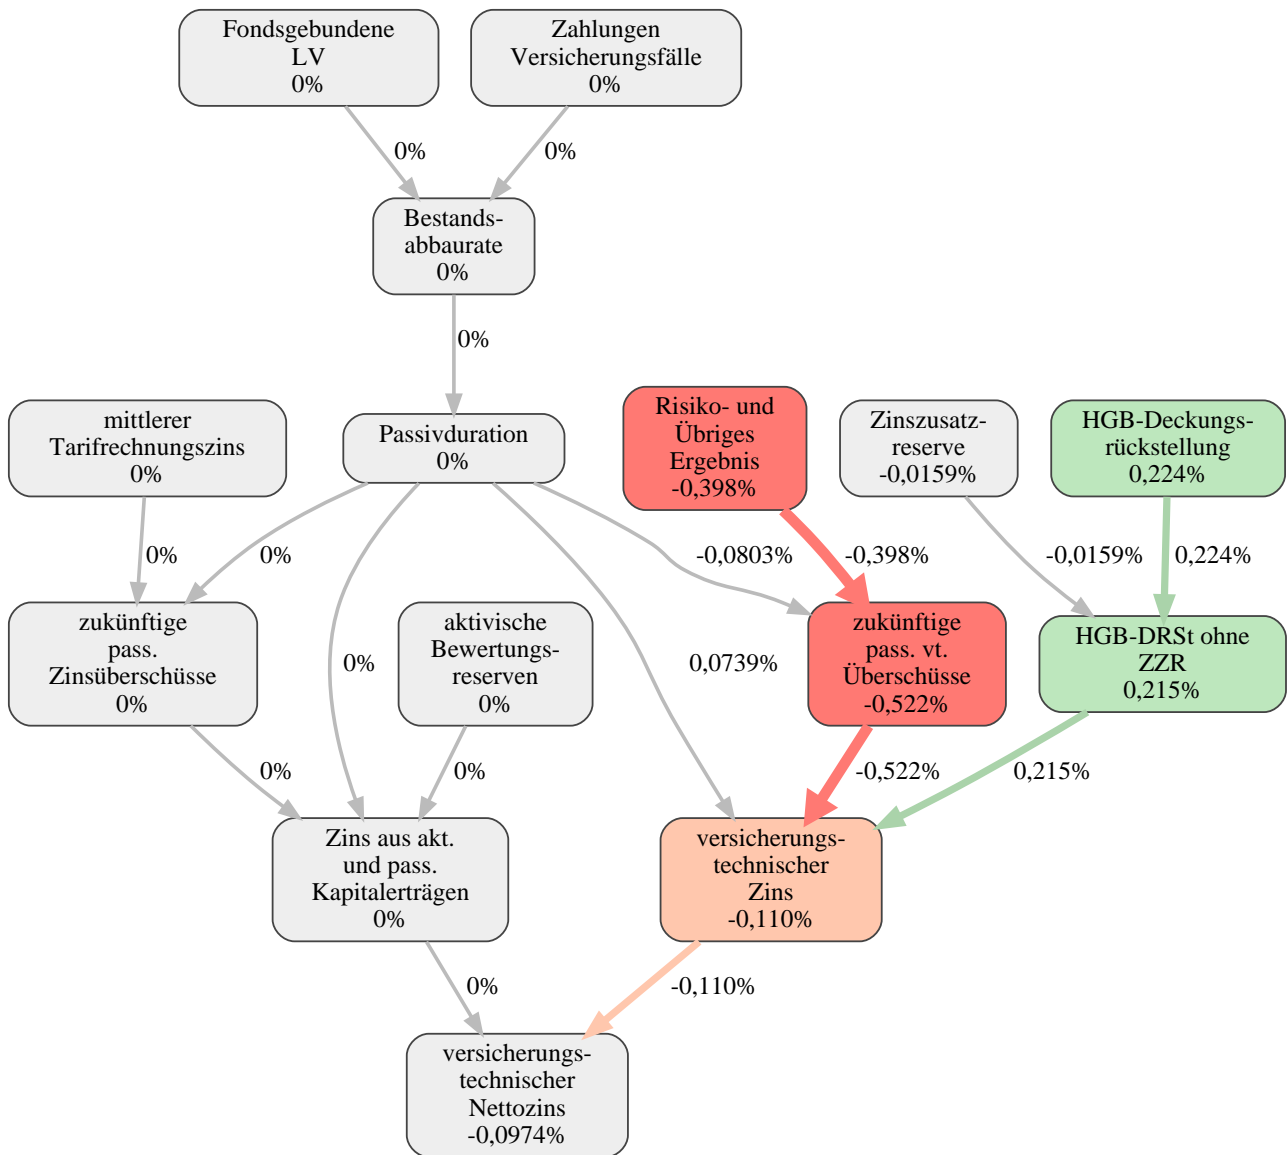 Fondsgebundene
LV
0%
Zahlungen
Versicherungsfälle
0%
0%
0%
Bestands-
abbaurate
0%
0%
mittlerer
Tarifrechnungszins
0%
Passivduration
0%
Risiko- und
Übriges
Ergebnis
-0,398%
Zinszusatz-
reserve
-0,0159%
HGB-Deckungs-
rückstellung
0,224%
0%
0%
-0,0803%
-0,398%
-0,0159%
0,224%
zukünftige
pass.
Zinsüberschüsse
0%
0%
aktivische
Bewertungs-
reserven
0%
0,0739%
zukünftige
pass. vt.
Überschüsse
-0,522%
HGB-DRSt ohne
ZZR
0,215%
0%
0%
-0,522%
0,215%
Zins aus akt.
und pass.
Kapitalerträgen
0%
versicherungs-
technischer
Zins
-0,110%
0%
-0,110%
versicherungs-
technischer
Nettozins
-0,0974%